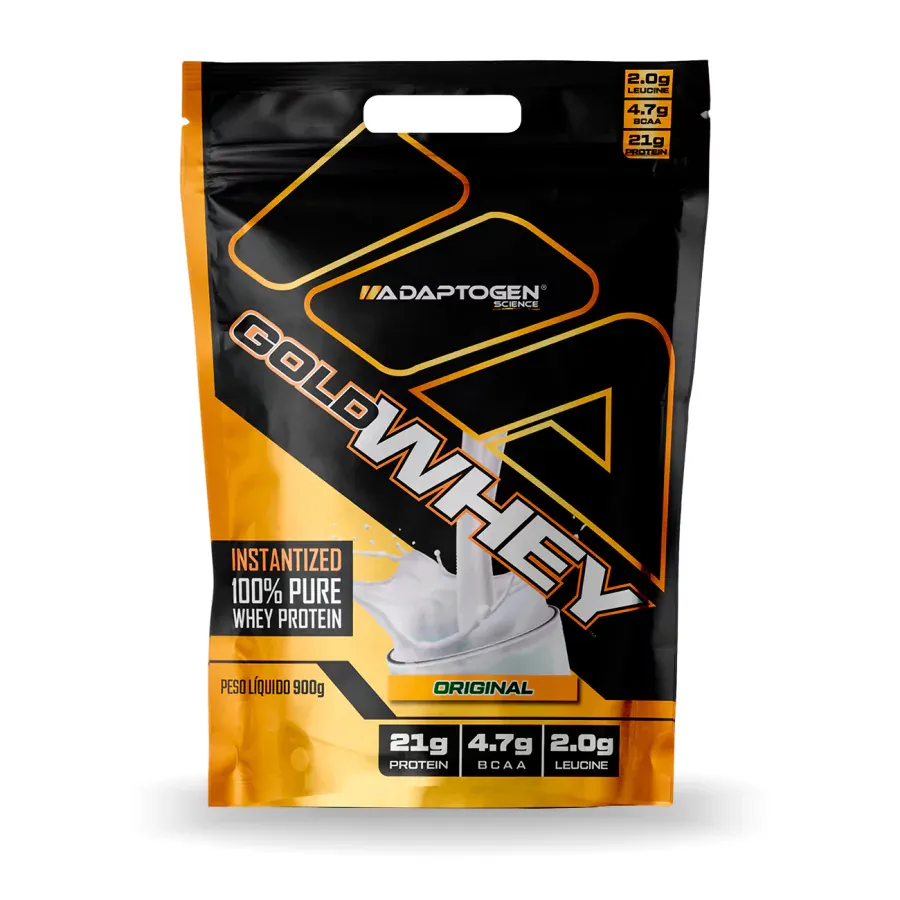 2.0g
LEUCINE
4.7g
BCAA
21g
PROTEIN
ADAPTOGEN®
SCIENCE
GOLD WHEY
INSTANTIZED
100% PURE
WHEY PROTEIN
PESO LÍQUIDO 900g
ORIGINAL
21g
PROTEIN
4.7g
BCAA
2.0g
LEUCINE